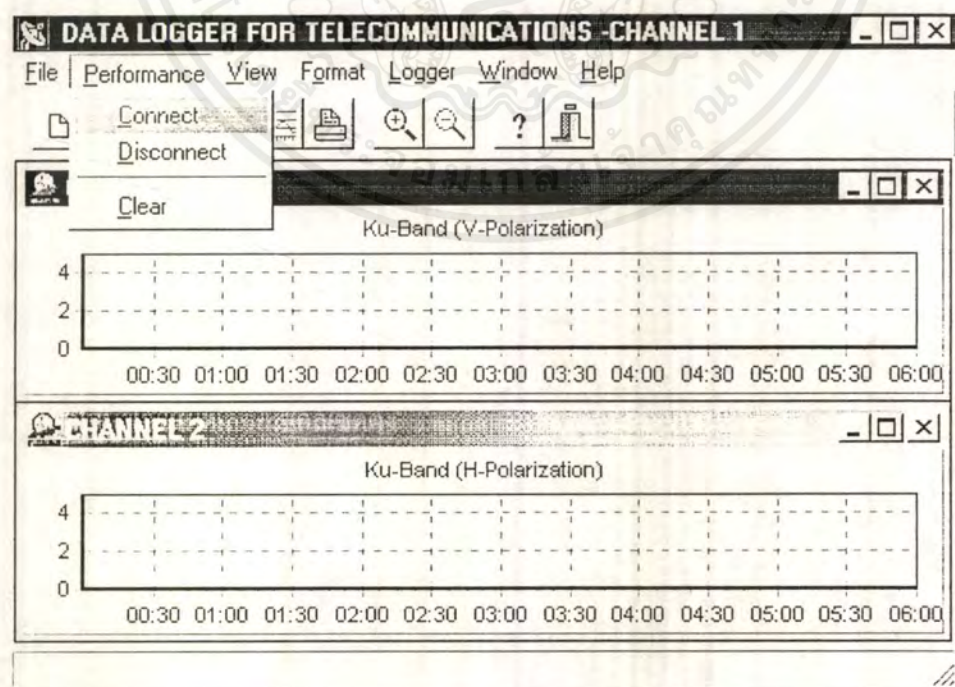 DATA LOGGER FOR TELECOMMUNICATIONS -CHANNEL 1
File Performance View Format Logger Window Help
Connect
Disconnect
Clear
Ku-Band (V-Polarization)
4
2
0
00:30 01:00 01:30 02:00 02:30 03:00 03:30 04:00 04:30 05:00 05:30 06:00
CHANNEL 2
Ku-Band (H-Polarization)
4
2
0
00:30 01:00 01:30 02:00 02:30 03:00 03:30 04:00 04:30 05:00 05:30 06:00